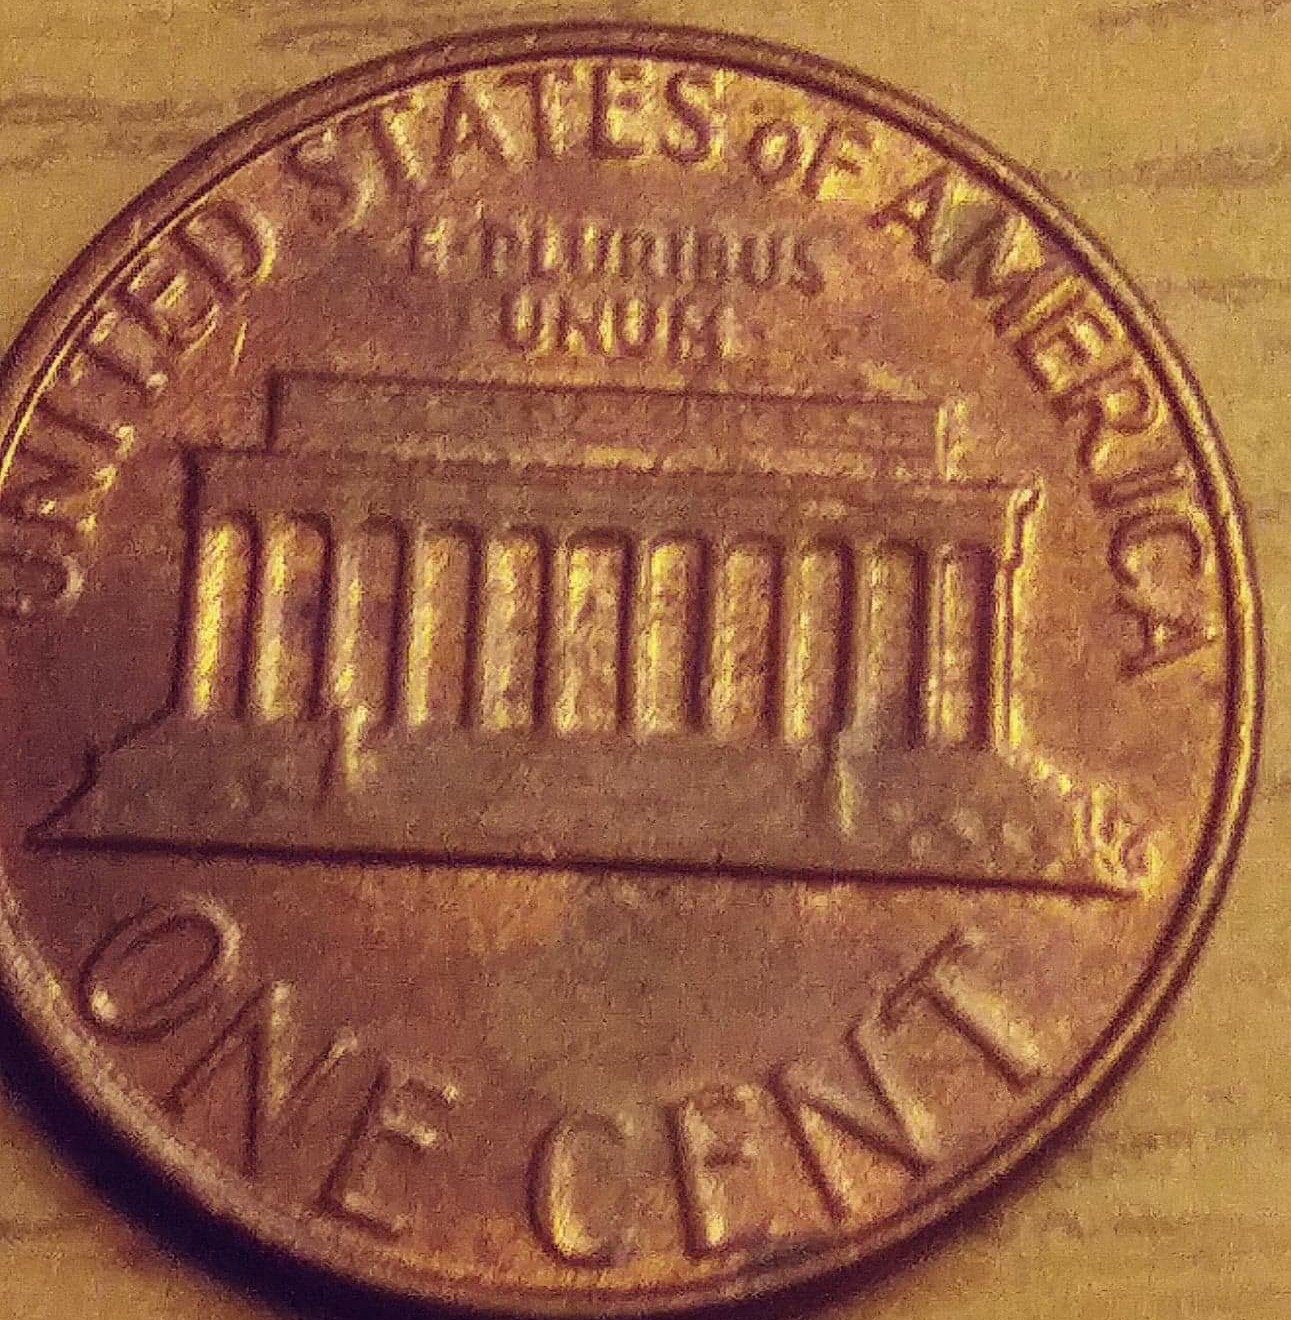 UNITED STATES OF AMERICA
E PLURIBUS
UNUM
ONE CENT